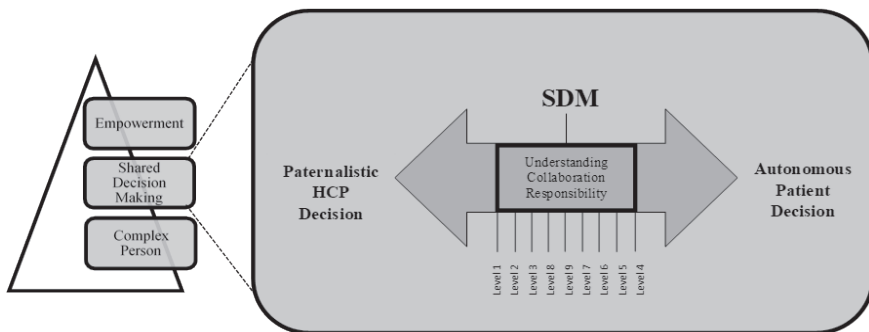 Empowerment
Shared
Decision
Making
Complex
Person
SDM
Understanding
Collaboration
Responsibility
Paternalistic
HCP
Decision
Autonomous
Patient
Decision
Level 1
Level 2
Level 3
Level 8
Level 9
Level 7
Level 6
Level 5
Level 4